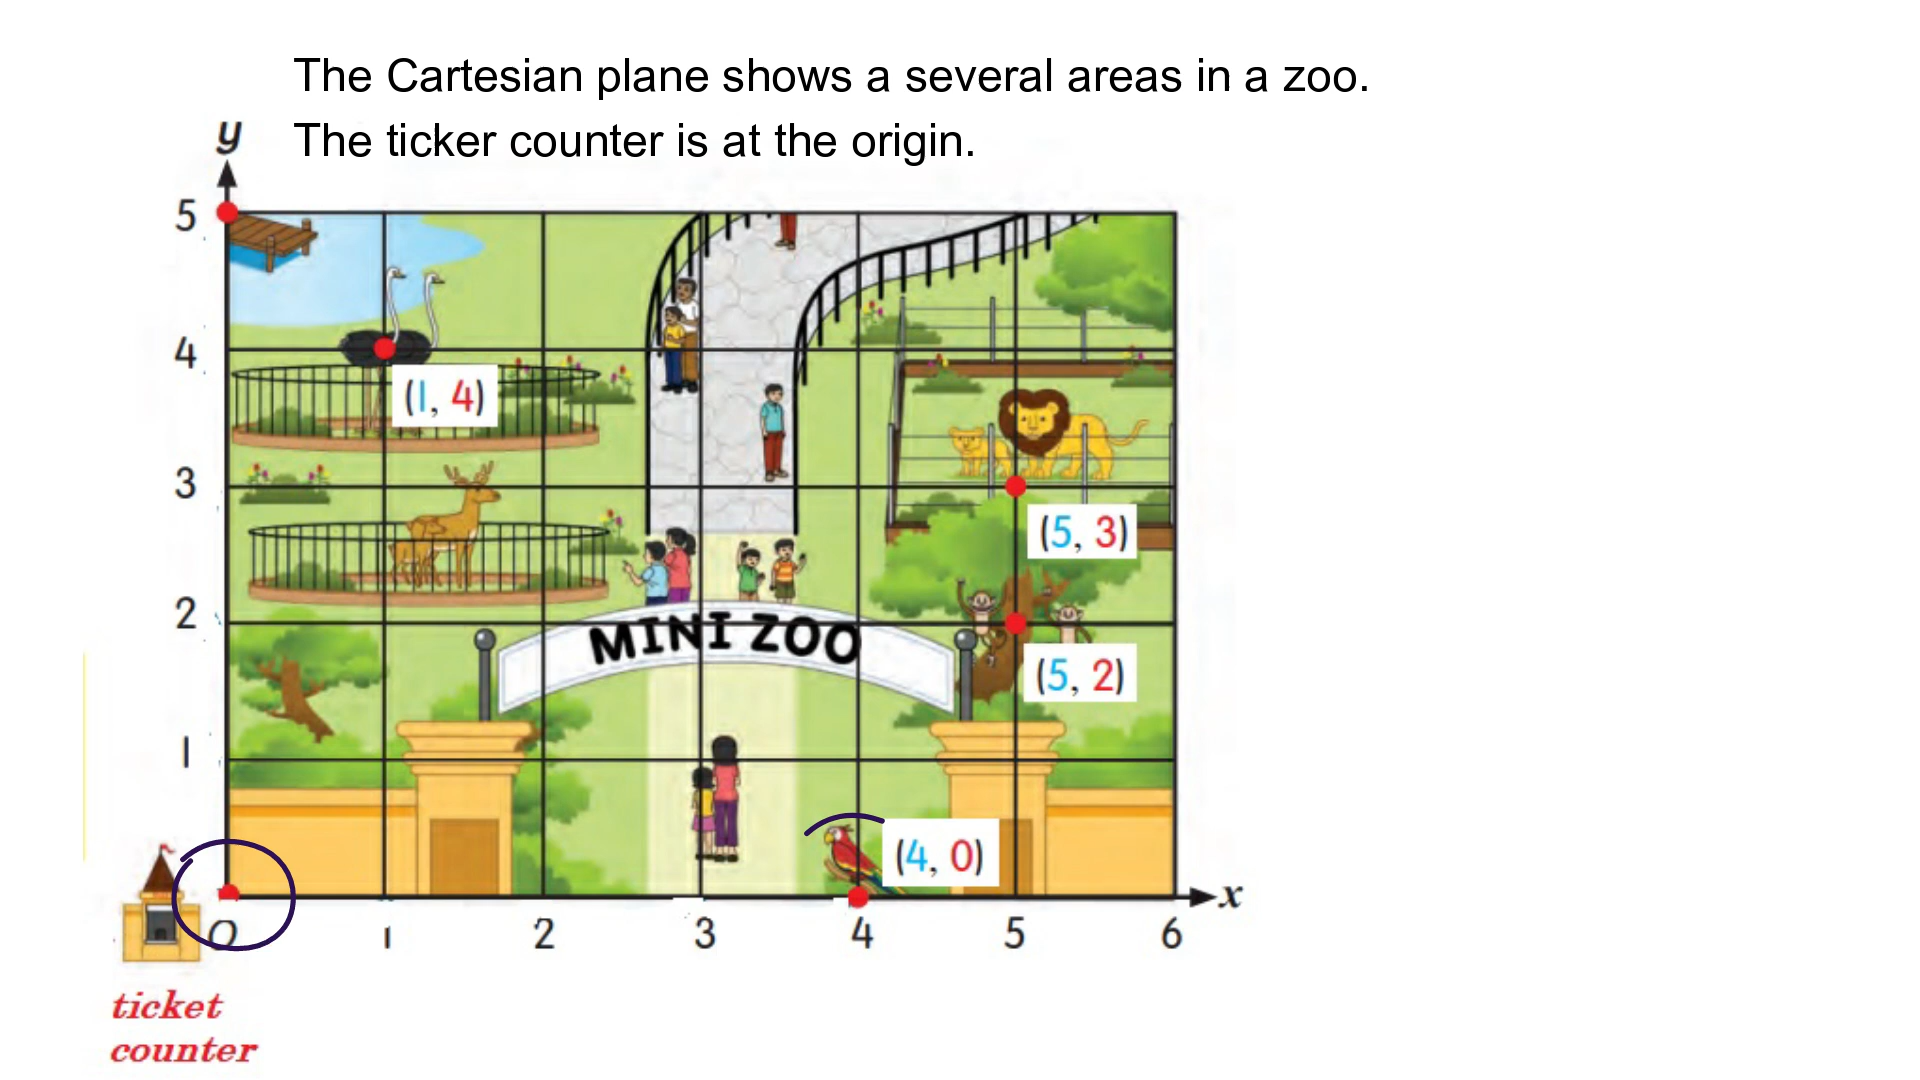 The Cartesian plane shows a several areas in a zoo.
The ticker counter is at the origin.
y
5
4
(1, 4)
3
(5, 3)
2
MINI ZOO
(5, 2)
1
(4, 0)
x
O 1 2 3 4 5 6
ticket
counter